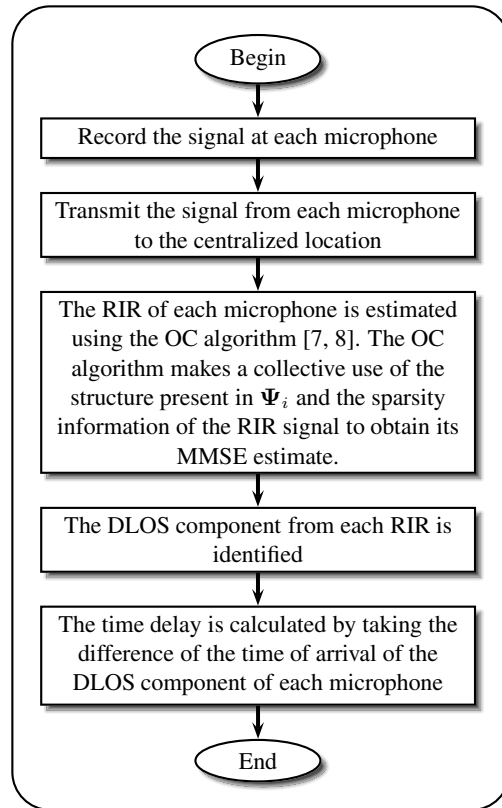 Begin
Record the signal at each microphone
Transmit the signal from each microphone
to the centralized location
The RIR of each microphone is estimated
using the OC algorithm [7, 8]. The OC
algorithm makes a collective use of the
structure present in Ψᵢ and the sparsity
information of the RIR signal to obtain its
MMSE estimate.
The DLOS component from each RIR is
identified
The time delay is calculated by taking the
difference of the time of arrival of the
DLOS component of each microphone
End